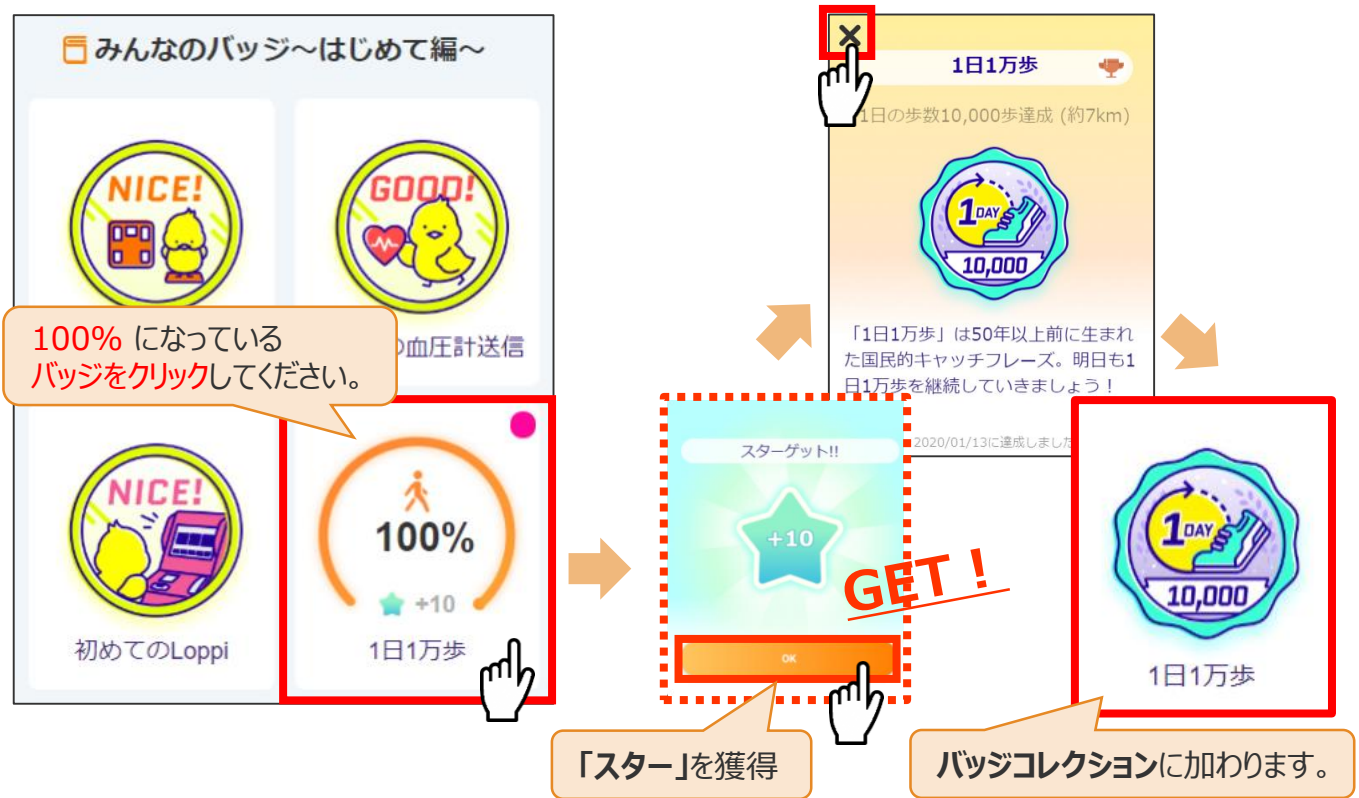 みんなのバッジ～はじめて編～
NICE!
GOOD!
の血圧計送信
100% になっている
バッジをクリックしてください。
NICE!
初めてのLoppi
100%
+10
1日1万歩
スターゲット!!
+10
GET！
OK
「スター」を獲得
1日1万歩
1日の歩数10,000歩達成 (約7km)
1DAY
10,000
「1日1万歩」は50年以上前に生まれ
た国民的キャッチフレーズ。明日も1
日1万歩を継続していきましょう！
2020/01/13に達成しました
1DAY
10,000
1日1万歩
バッジコレクションに加わります。